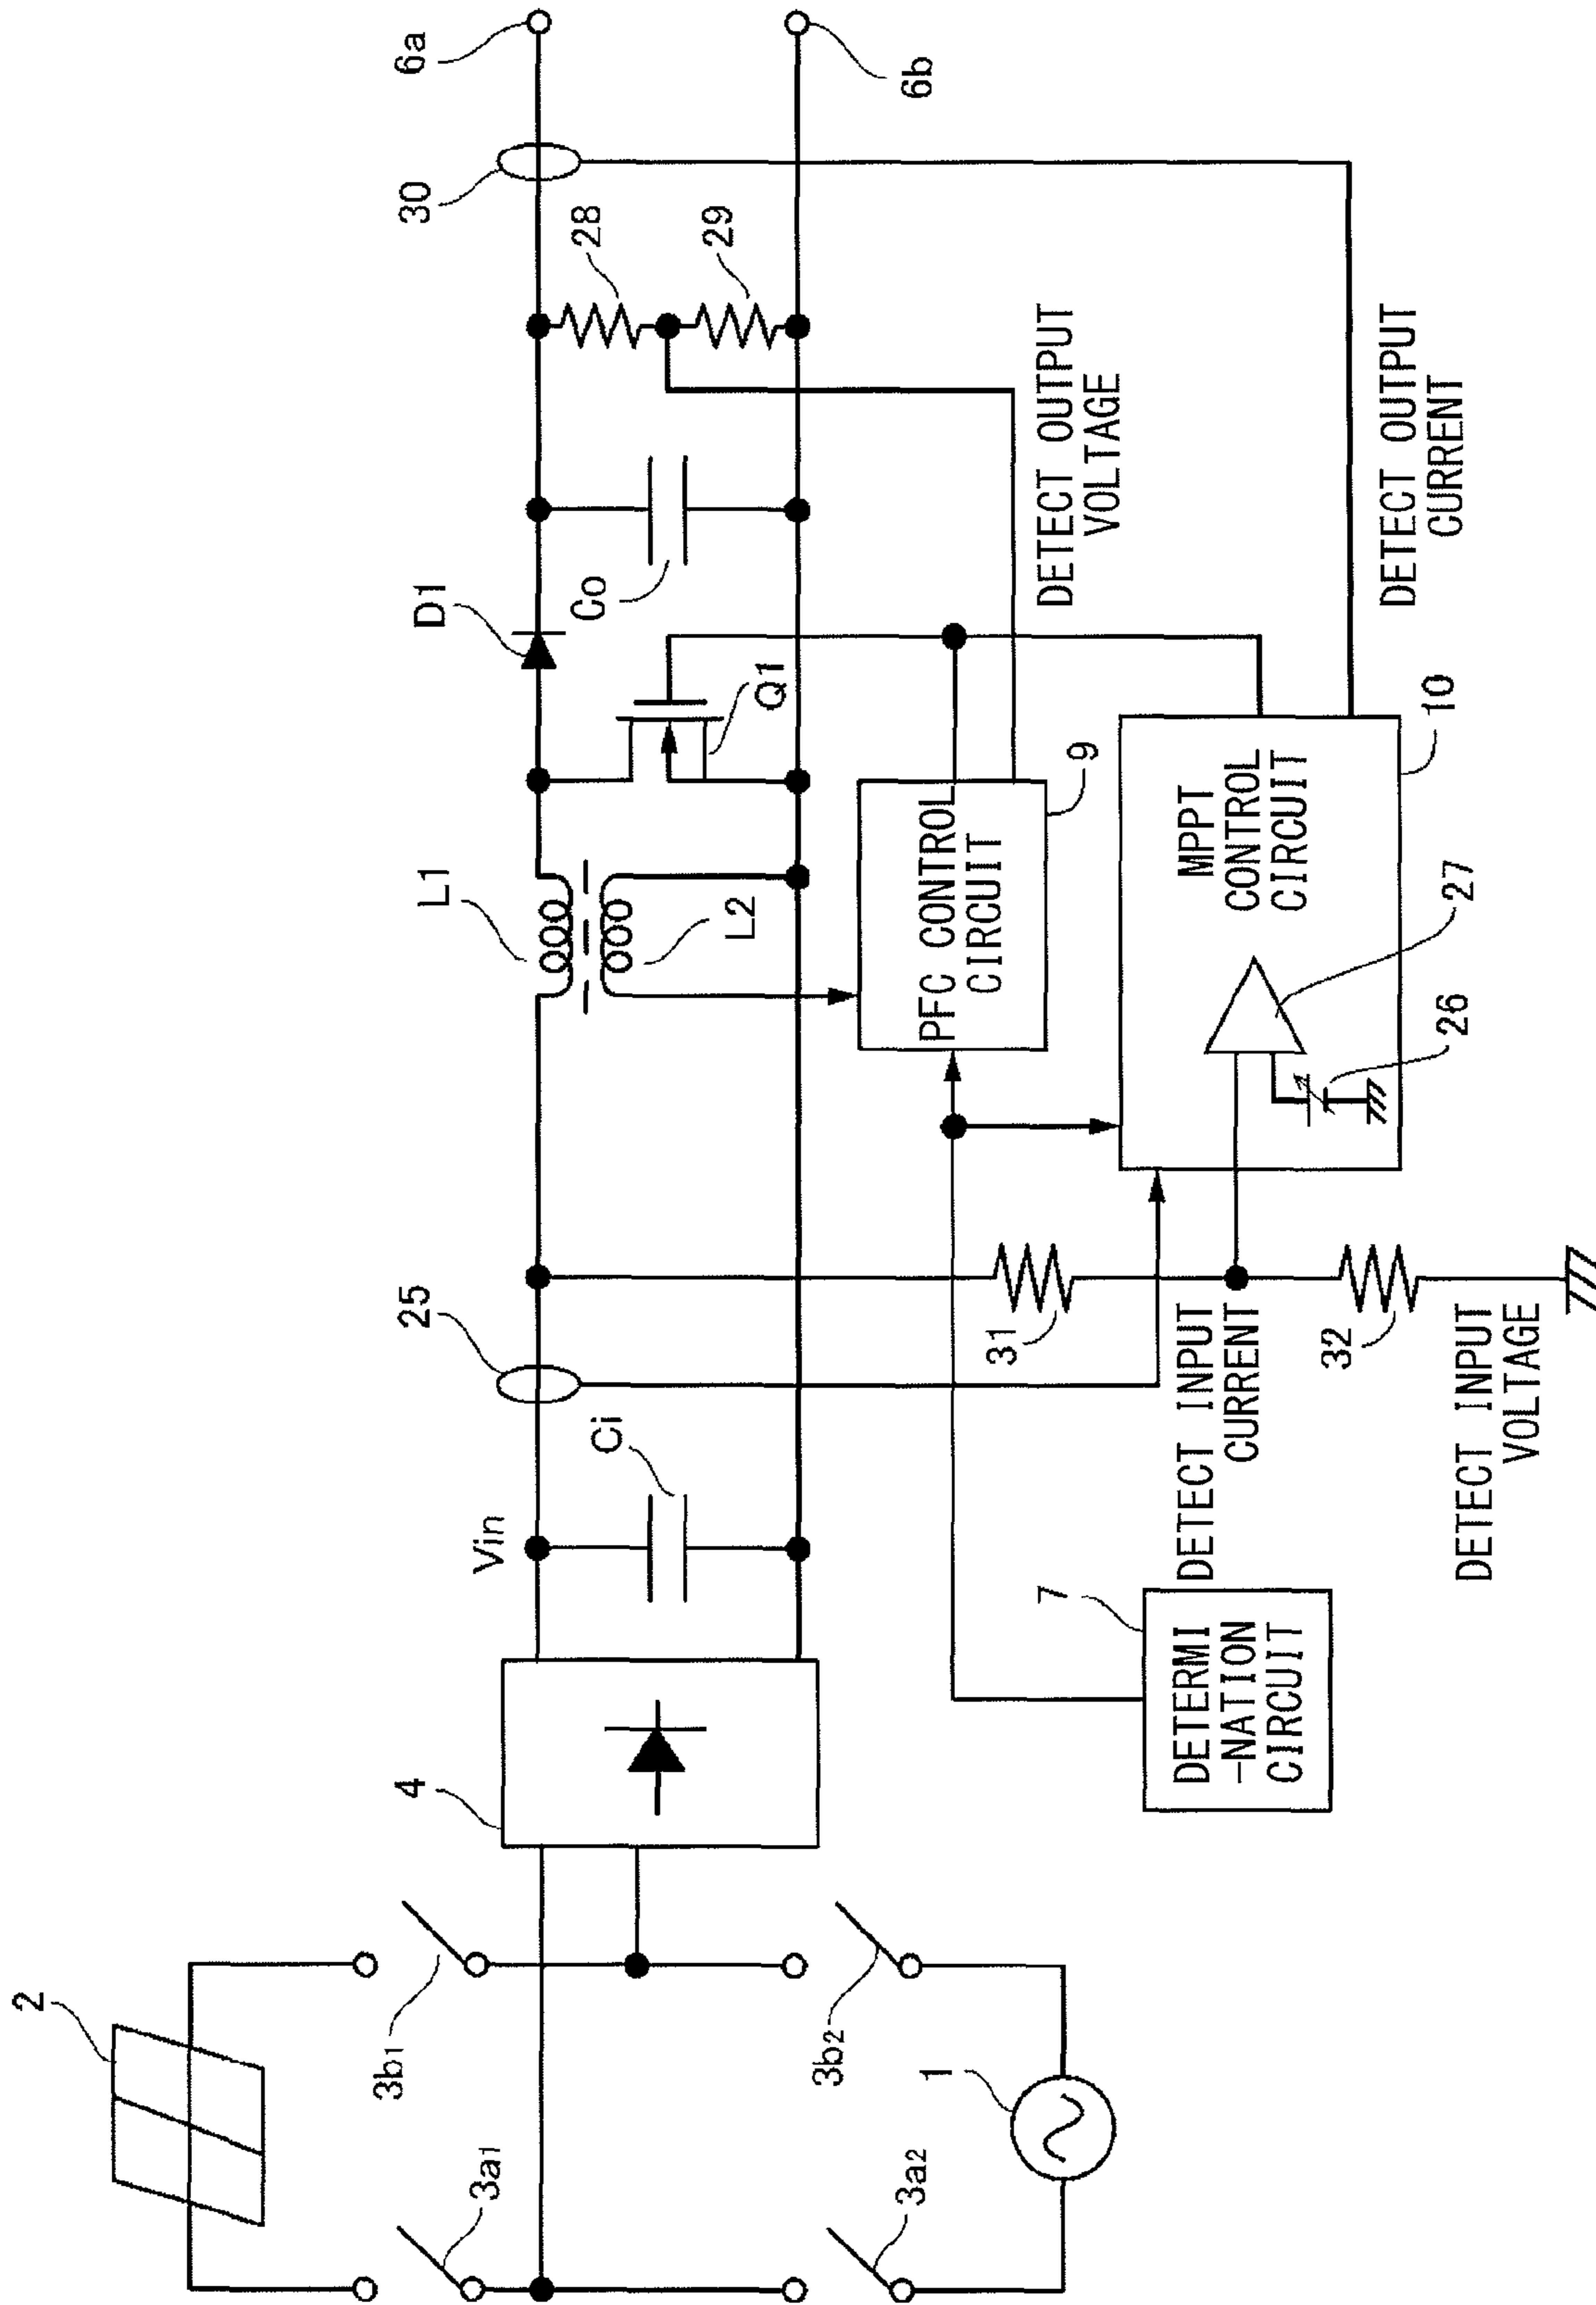 2
3b1
3a1
3b2
3a2
1
4
Vin
Ci
25
L1
L2
D1
Q1
Co
28
29
30
6a
6b
7
DETERMI
-NATION
CIRCUIT
DETECT INPUT
CURRENT
DETECT INPUT
VOLTAGE
31
32
PFC CONTROL
CIRCUIT
9
MPPT
CONTROL
CIRCUIT
10
27
26
DETECT OUTPUT
VOLTAGE
DETECT OUTPUT
CURRENT